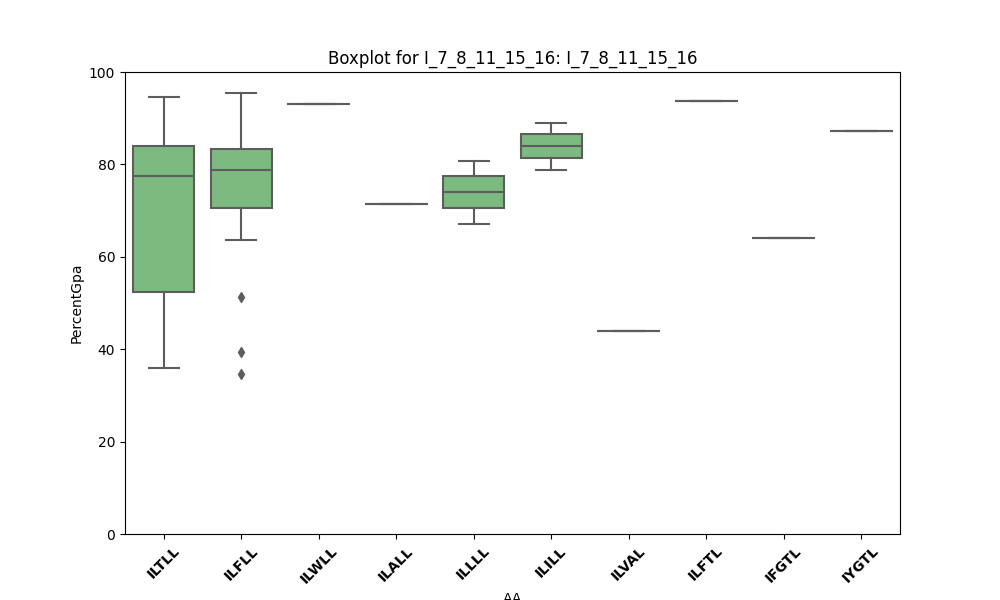 Boxplot for I_7_8_11_15_16: I_7_8_11_15_16
100
80
60
40
20
0
PercentGpa
ILTLL
ILFLL
ILWLL
ILALL
ILLLL
ILILL
ILVAL
ILFTL
IFGTL
IYGTL
AA